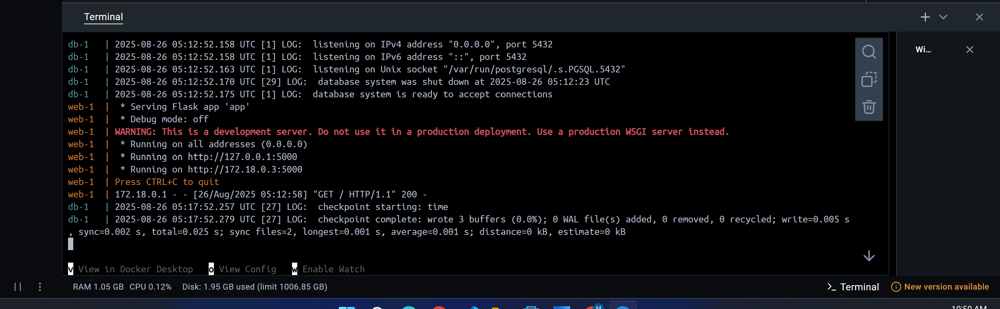 Terminal
db-1   | 2025-08-26 05:12:52.158 UTC [1] LOG:  listening on IPv4 address "0.0.0.0", port 5432
db-1   | 2025-08-26 05:12:52.158 UTC [1] LOG:  listening on IPv6 address "::", port 5432
db-1   | 2025-08-26 05:12:52.163 UTC [1] LOG:  listening on Unix socket "/var/run/postgresql/.s.PGSQL.5432"
db-1   | 2025-08-26 05:12:52.170 UTC [29] LOG:  database system was shut down at 2025-08-26 05:12:23 UTC
db-1   | 2025-08-26 05:12:52.175 UTC [1] LOG:  database system is ready to accept connections
web-1  |  * Serving Flask app 'app'
web-1  |  * Debug mode: off
web-1  | WARNING: This is a development server. Do not use it in a production deployment. Use a production WSGI server instead.
web-1  |  * Running on all addresses (0.0.0.0)
web-1  |  * Running on http://127.0.0.1:5000
web-1  |  * Running on http://172.18.0.3:5000
web-1  | Press CTRL+C to quit
web-1  | 172.18.0.1 - - [26/Aug/2025 05:12:58] "GET / HTTP/1.1" 200 -
db-1   | 2025-08-26 05:17:52.257 UTC [27] LOG:  checkpoint starting: time
db-1   | 2025-08-26 05:17:52.279 UTC [27] LOG:  checkpoint complete: wrote 3 buffers (0.0%); 0 WAL file(s) added, 0 removed, 0 recycled; write=0.005 s
, sync=0.002 s, total=0.025 s; sync files=2, longest=0.001 s, average=0.001 s; distance=0 kB, estimate=0 kB
v View in Docker Desktop   o View Config   w Enable Watch
Wi...
RAM 1.05 GB  CPU 0.12%   Disk: 1.95 GB used (limit 1006.85 GB)
>_ Terminal   New version available
M
10:50 AM